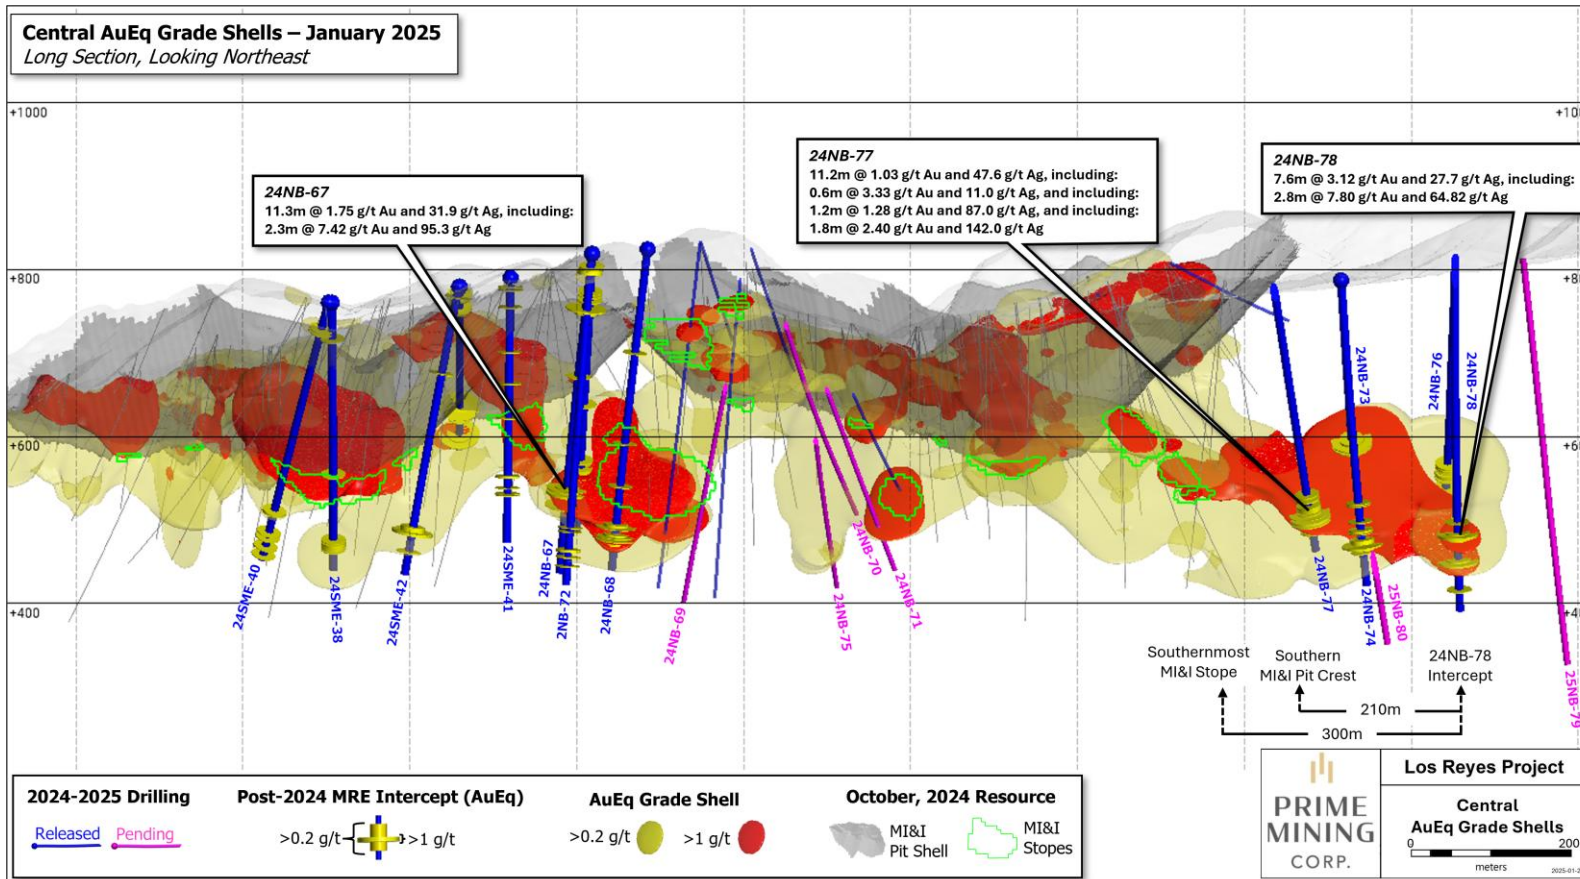 Central AuEq Grade Shells – January 2025
Long Section, Looking Northeast
+1000
+800
+600
+400
24NB-67
11.3m @ 1.75 g/t Au and 31.9 g/t Ag, including:
2.3m @ 7.42 g/t Au and 95.3 g/t Ag
24NB-77
11.2m @ 1.03 g/t Au and 47.6 g/t Ag, including:
0.6m @ 3.33 g/t Au and 11.0 g/t Ag, and including:
1.2m @ 1.28 g/t Au and 87.0 g/t Ag, and including:
1.8m @ 2.40 g/t Au and 142.0 g/t Ag
24NB-78
7.6m @ 3.12 g/t Au and 27.7 g/t Ag, including:
2.8m @ 7.80 g/t Au and 64.82 g/t Ag
24SME-40
24SME-38
24SME-42
24SME-41
24NB-67
2NB-72
24NB-68
24NB-69
24NB-75
24NB-70
24NB-71
24NB-77
24NB-73
24NB-74
25NB-80
24NB-76
24NB-78
25NB-79
Southernmost
MI&I Stope
Southern
MI&I Pit Crest
24NB-78
Intercept
210m
300m
2024-2025 Drilling
Released
Pending
Post-2024 MRE Intercept (AuEq)
>0.2 g/t
>1 g/t
AuEq Grade Shell
>0.2 g/t
>1 g/t
October, 2024 Resource
MI&I
Pit Shell
MI&I
Stopes
PRIME
MINING
CORP.
Los Reyes Project
Central
AuEq Grade Shells
0
200
meters